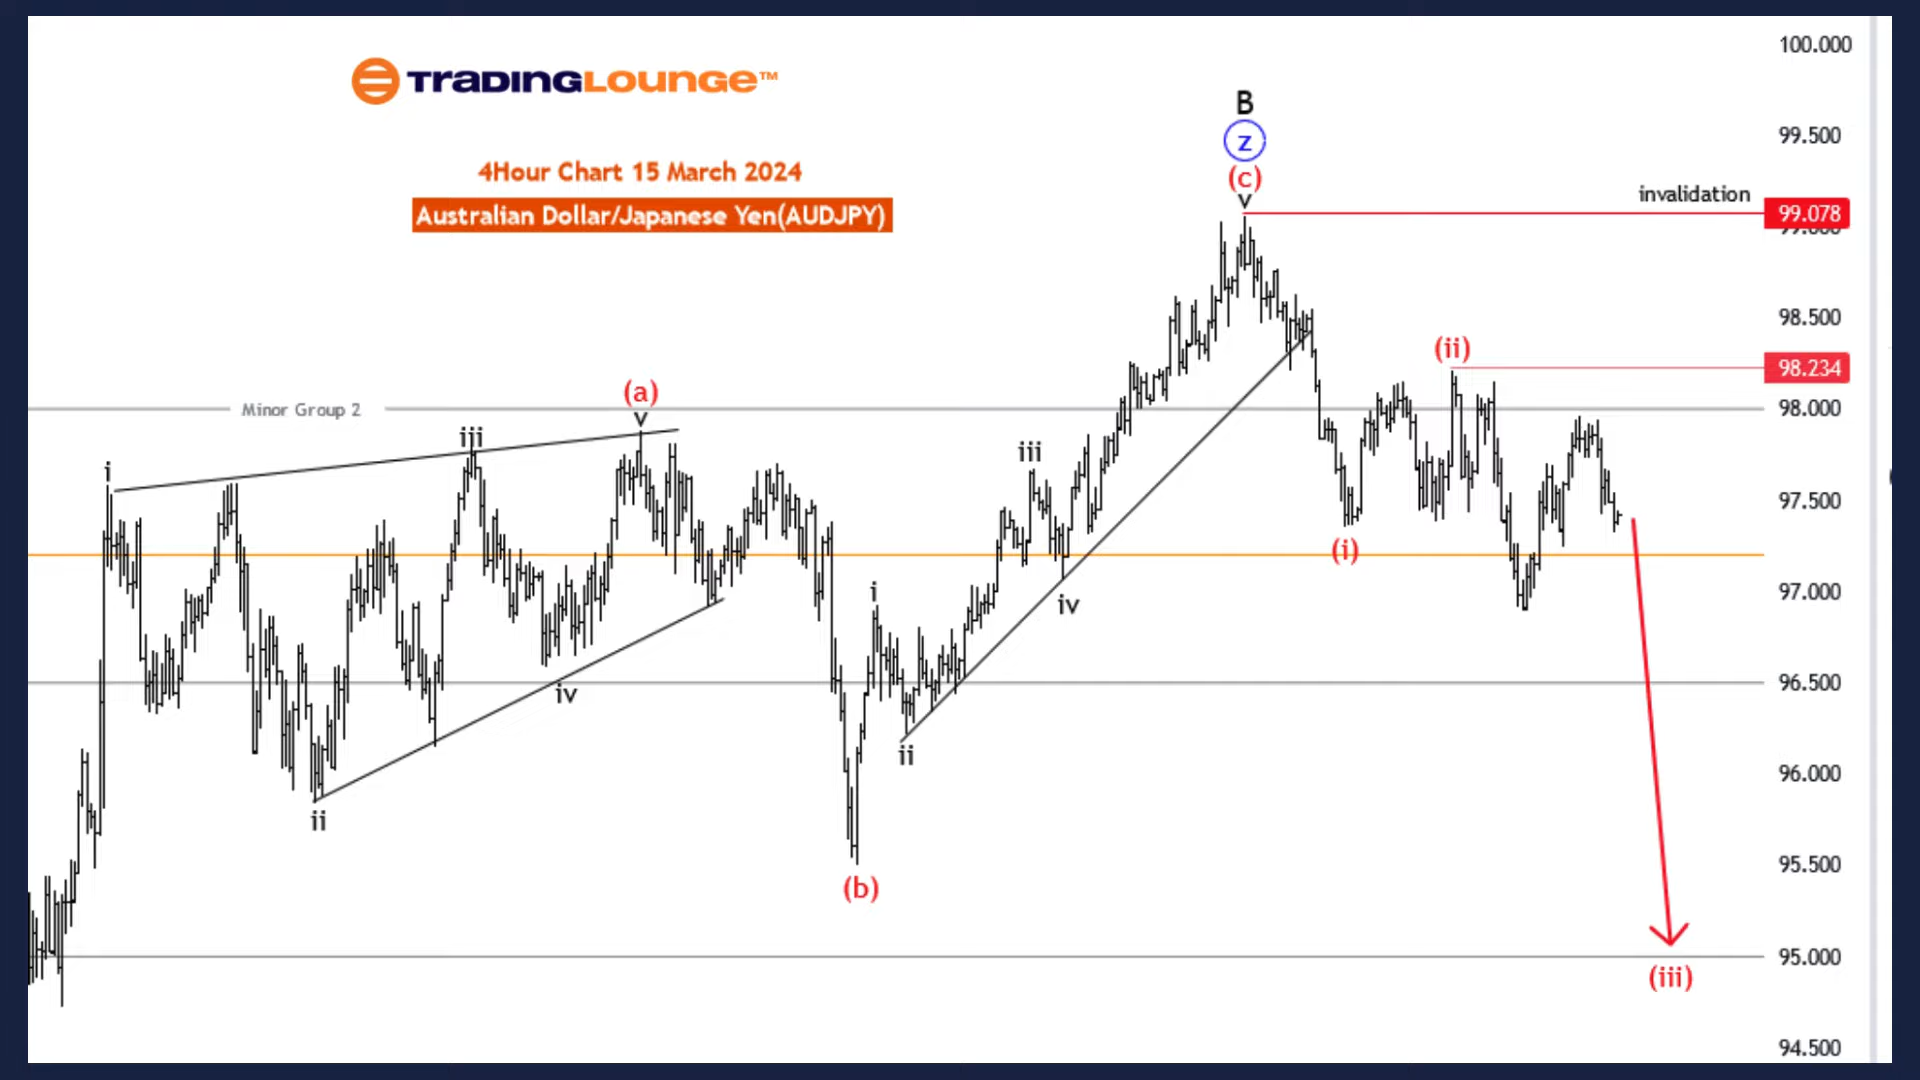 TRADINGLOUNGE™
4Hour Chart 15 March 2024
Australian Dollar/Japanese Yen(AUDJPY)
B
z
(c)
v
invalidation
(ii)
(a)
v
Minor Group 2
iii
i
iii
(i)
i
iv
iv
ii
ii
(b)
(iii)
100.000
99.500
99.078
99.000
98.500
98.234
98.000
97.500
97.000
96.500
96.000
95.500
95.000
94.500